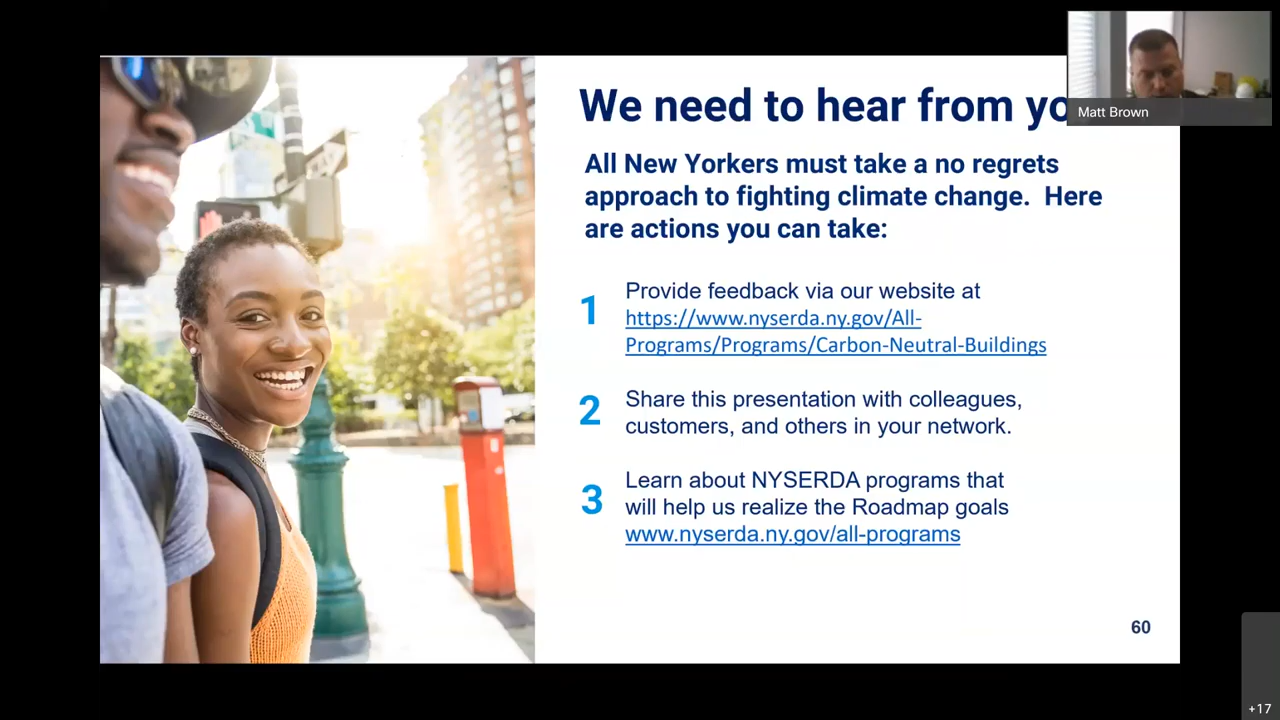 We need to hear from yo
Matt Brown
All New Yorkers must take a no regrets
approach to fighting climate change. Here
are actions you can take:
1
Provide feedback via our website at
https://www.nyserda.ny.gov/All-
Programs/Programs/Carbon-Neutral-Buildings
2
Share this presentation with colleagues,
customers, and others in your network.
3
Learn about NYSERDA programs that
will help us realize the Roadmap goals
www.nyserda.ny.gov/all-programs
60
+17